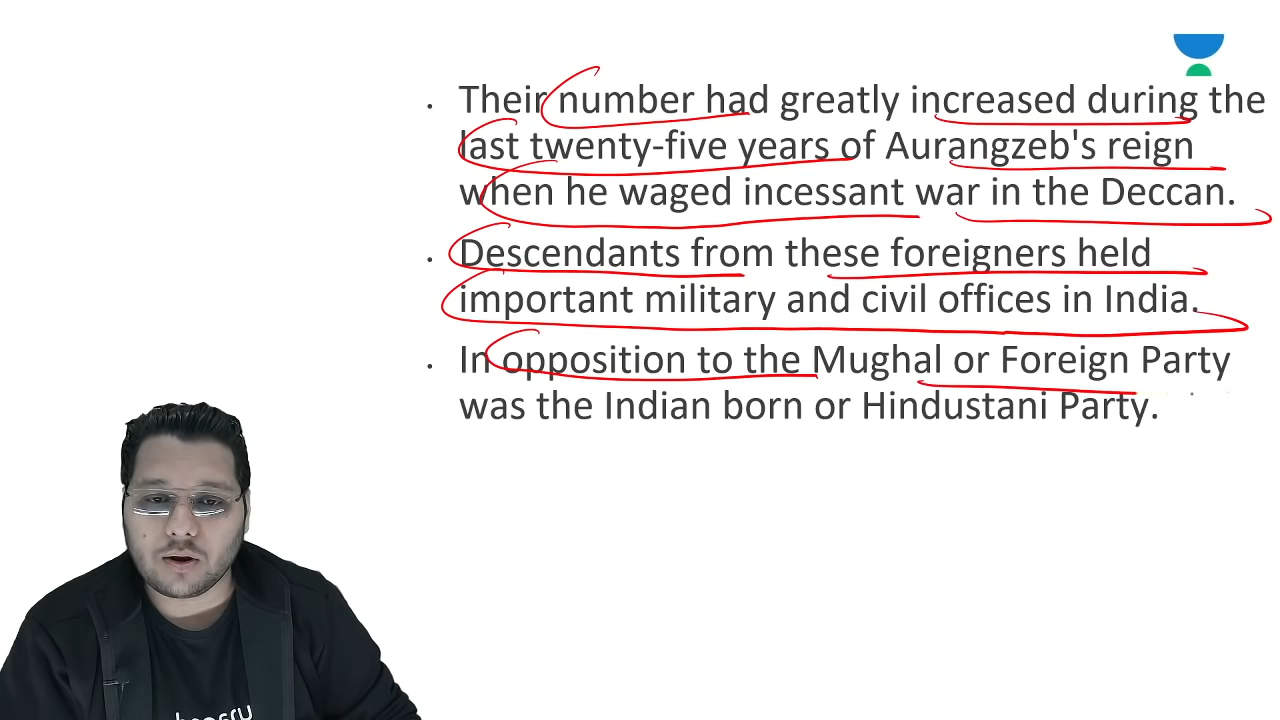 • Their number had greatly increased during the
last twenty-five years of Aurangzeb's reign
when he waged incessant war in the Deccan.
• Descendants from these foreigners held
important military and civil offices in India.
• In opposition to the Mughal or Foreign Party
was the Indian born or Hindustani Party.